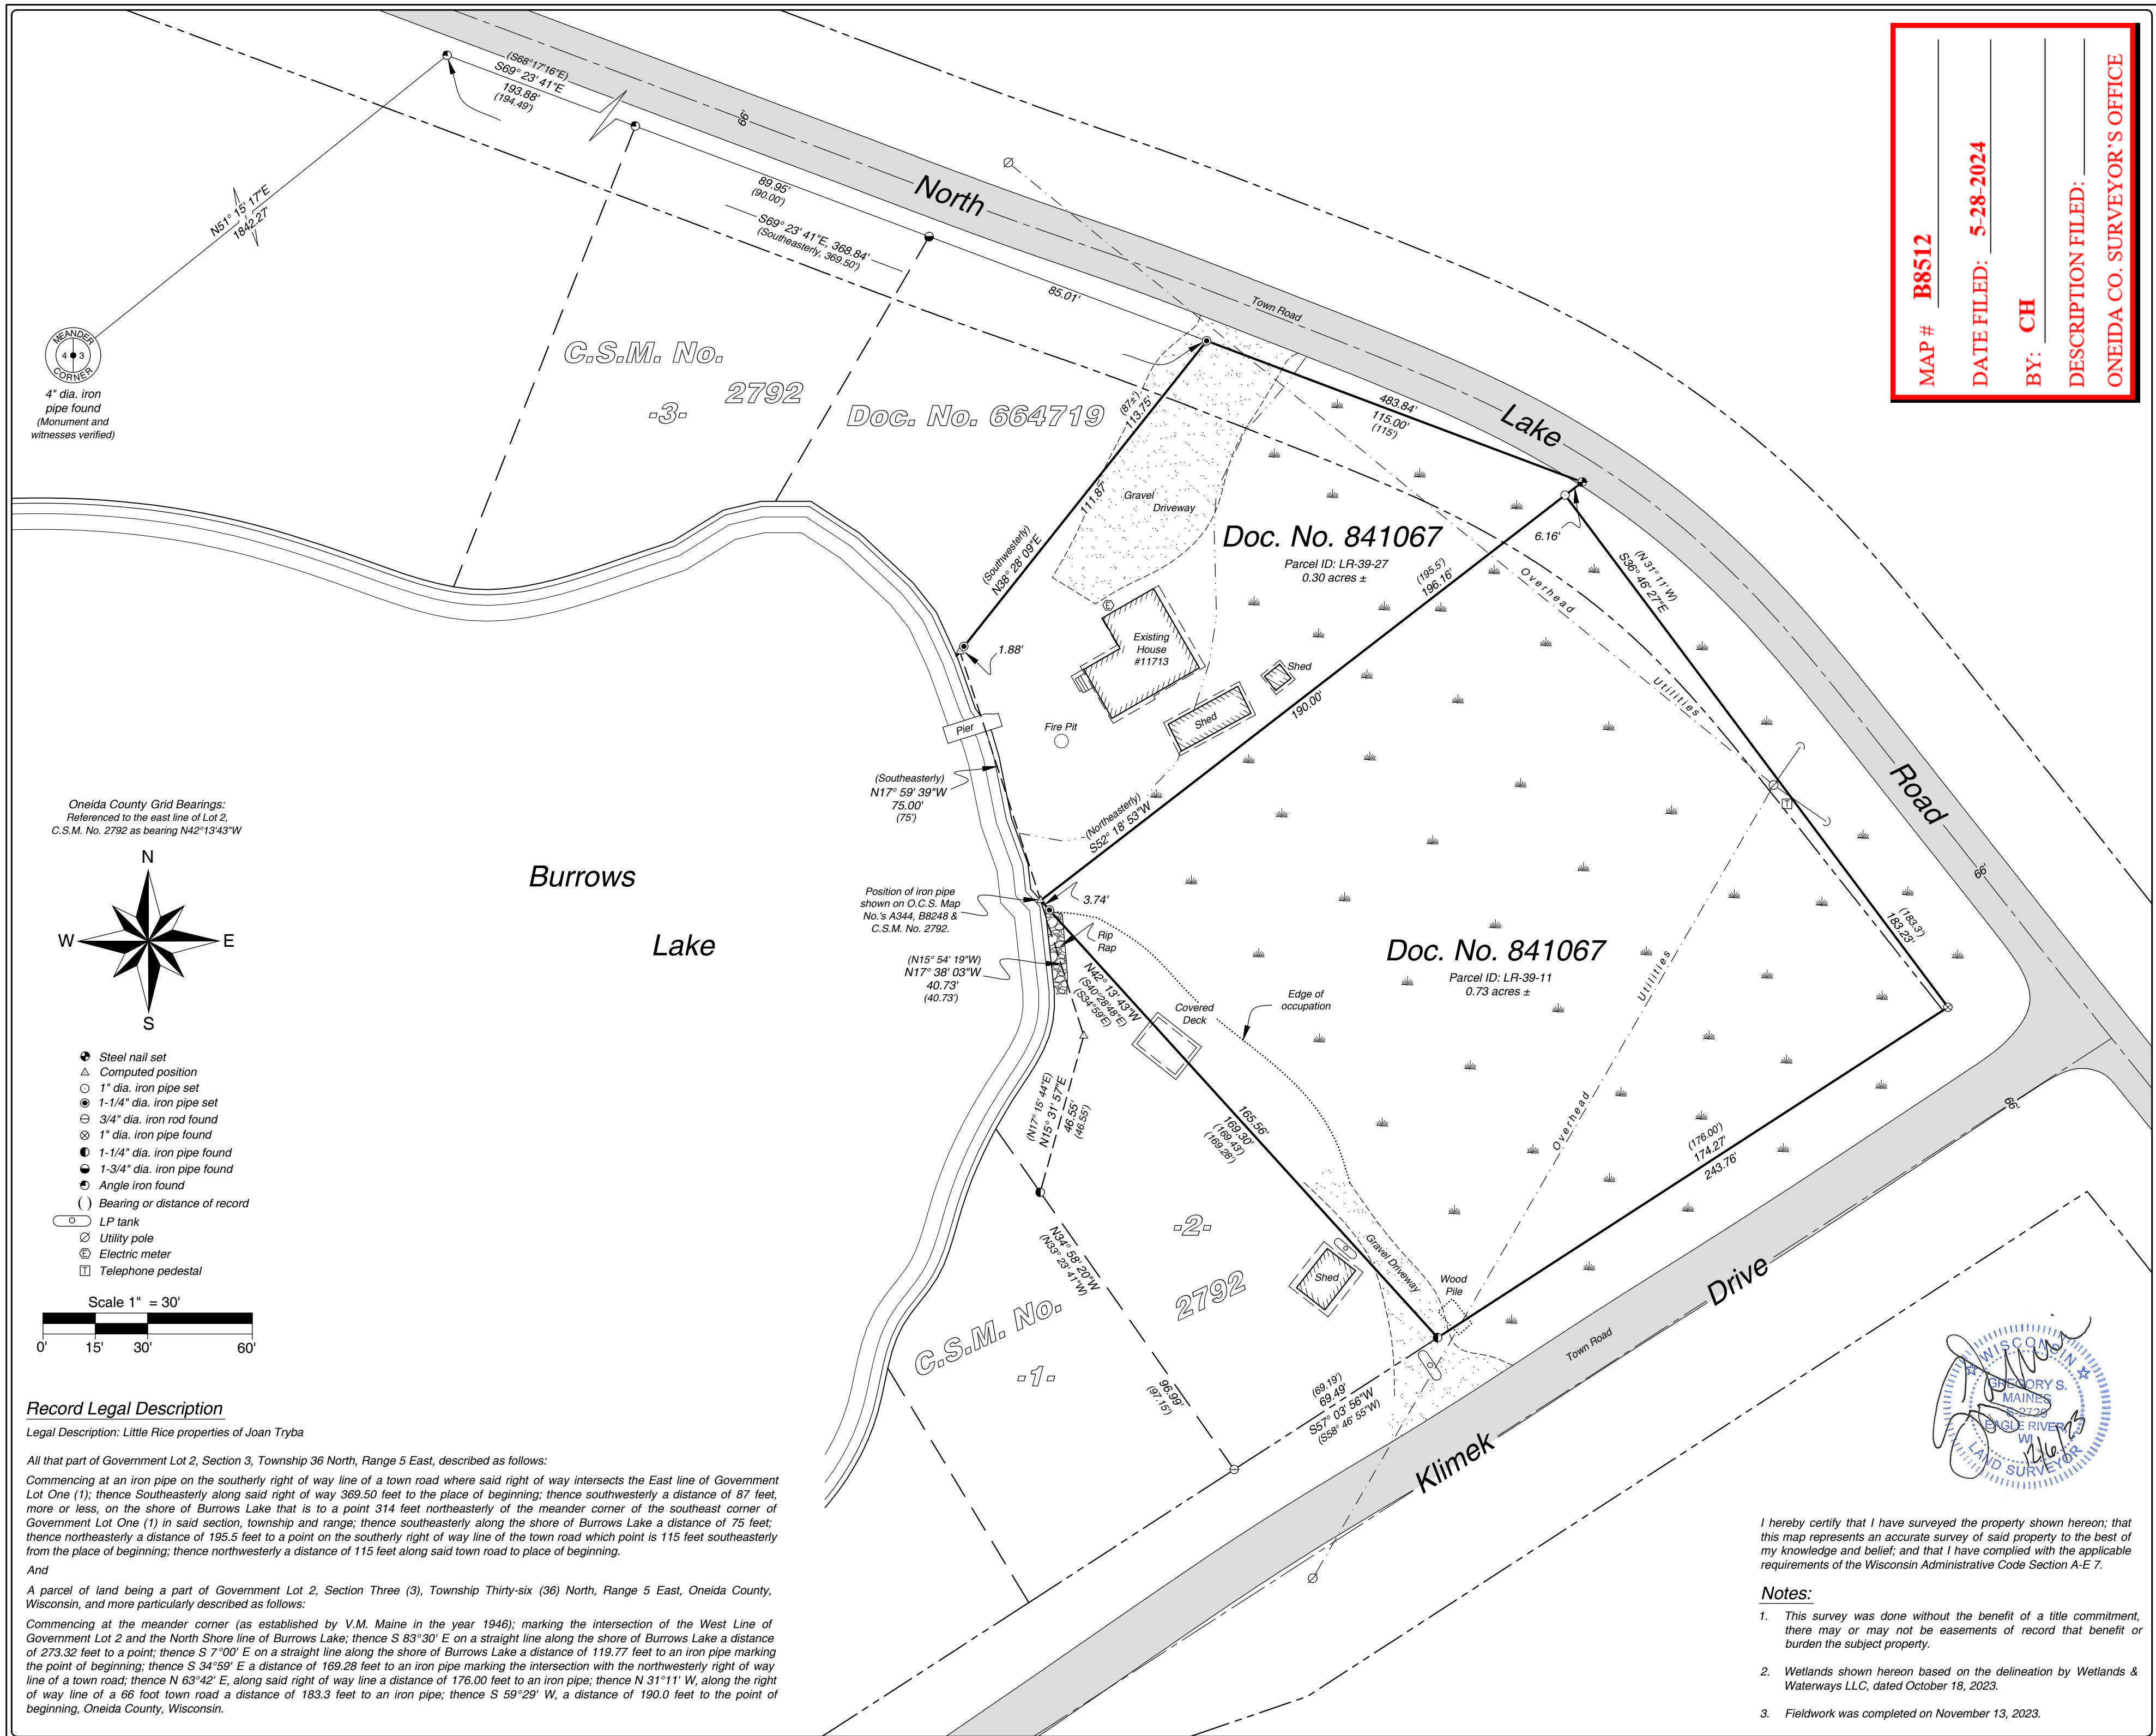 MAP # B8512
DATE FILED: 5-28-2024
BY: CH
DESCRIPTION FILED:
ONEIDA CO. SURVEYOR'S OFFICE
(S68°17'16"E)
S69° 23' 41"E
193.88'
(194.49')
N51° 15' 17"E
1842.27'
66'
North
89.95'
(90.00')
S69° 23' 41"E, 368.84'
(Southeasterly, 369.50')
85.01'
Town Road
MEANDER
4 3
CORNER
4" dia. iron
pipe found
(Monument and
witnesses verified)
C.S.M. No.
2792
-3-
Doc. No. 664719
(87±')
113.75'
111.87'
(Southwesterly)
N38° 28' 09"E
Gravel
Driveway
483.84'
115.00'
(115')
Lake
6.16'
Doc. No. 841067
Parcel ID: LR-39-27
0.30 acres ±
(195.5')
196.16'
190.00'
Overhead
Utilities
(N 31° 11' W)
S36° 46' 27"E
Road
66'
E
Existing
House
#11713
Shed
Shed
Fire Pit
1.88'
Pier
(Southeasterly)
N17° 59' 39"W
75.00'
(75')
(Northeasterly)
S52° 18' 53"W
T
Position of iron pipe
shown on O.C.S. Map
No.'s A344, B8248 &
C.S.M. No. 2792.
3.74'
Rip
Rap
(N15° 54' 19"W)
N17° 38' 03"W
40.73'
(40.73')
N42° 13' 43"W
(S40°28'48"E)
(S34°59'E)
Covered
Deck
Edge of
occupation
Doc. No. 841067
Parcel ID: LR-39-11
0.73 acres ±
Utilities
Overhead
(183.3')
183.23'
66'
(N17° 15' 44"E)
N15° 31' 57"E
46.55'
(46.55')
165.56'
169.30'
(169.43')
(169.28')
(176.00')
174.27'
243.76'
Burrows
Lake
Oneida County Grid Bearings:
Referenced to the east line of Lot 2,
C.S.M. No. 2792 as bearing N42°13'43"W
N
W
E
S
Steel nail set
Computed position
1" dia. iron pipe set
1-1/4" dia. iron pipe set
3/4" dia. iron rod found
1" dia. iron pipe found
1-1/4" dia. iron pipe found
1-3/4" dia. iron pipe found
Angle iron found
( ) Bearing or distance of record
LP tank
Utility pole
E Electric meter
T Telephone pedestal
Scale 1" = 30'
0' 15' 30' 60'
N34° 58' 20"W
(N33° 23' 41"W)
96.99'
(97.15')
-2-
2792
C.S.M. No.
-1-
Shed
Gravel Driveway
Wood
Pile
(69.19')
69.49'
S57° 03' 56"W
(S58° 46' 55"W)
Klimek
Drive
Town Road
Record Legal Description
Legal Description: Little Rice properties of Joan Tryba
All that part of Government Lot 2, Section 3, Township 36 North, Range 5 East, described as follows:
Commencing at an iron pipe on the southerly right of way line of a town road where said right of way intersects the East line of Government
Lot One (1); thence Southeasterly along said right of way 369.50 feet to the place of beginning; thence southwesterly a distance of 87 feet,
more or less, on the shore of Burrows Lake that is to a point 314 feet northeasterly of the meander corner of the southeast corner of
Government Lot One (1) in said section, township and range; thence southeasterly along the shore of Burrows Lake a distance of 75 feet;
thence northeasterly a distance of 195.5 feet to a point on the southerly right of way line of the town road which point is 115 feet southeasterly
from the place of beginning; thence northwesterly a distance of 115 feet along said town road to place of beginning.
And
A parcel of land being a part of Government Lot 2, Section Three (3), Township Thirty-six (36) North, Range 5 East, Oneida County,
Wisconsin, and more particularly described as follows:
Commencing at the meander corner (as established by V.M. Maine in the year 1946); marking the intersection of the West Line of
Government Lot 2 and the North Shore line of Burrows Lake; thence S 83°30' E on a straight line along the shore of Burrows Lake a distance
of 273.32 feet to a point; thence S 7°00' E on a straight line along the shore of Burrows Lake a distance of 119.77 feet to an iron pipe marking
the point of beginning; thence S 34°59' E a distance of 169.28 feet to an iron pipe marking the intersection with the northwesterly right of way
line of a town road; thence N 63°42' E, along said right of way line a distance of 176.00 feet to an iron pipe; thence N 31°11' W, along the right
of way line of a 66 foot town road a distance of 183.3 feet to an iron pipe; thence S 59°29' W, a distance of 190.0 feet to the point of
beginning, Oneida County, Wisconsin.
WISCONSIN
GREGORY S.
MAINES
S-2729
EAGLE RIVER
WI
LAND SURVEYOR
12/6/23
I hereby certify that I have surveyed the property shown hereon; that
this map represents an accurate survey of said property to the best of
my knowledge and belief; and that I have complied with the applicable
requirements of the Wisconsin Administrative Code Section A-E 7.
Notes:
1. This survey was done without the benefit of a title commitment,
there may or may not be easements of record that benefit or
burden the subject property.
2. Wetlands shown hereon based on the delineation by Wetlands &
Waterways LLC, dated October 18, 2023.
3. Fieldwork was completed on November 13, 2023.